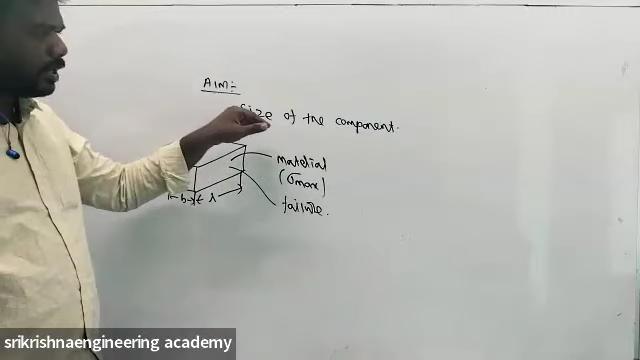 AIM:-
Size of the component.
material
(σmax)
failure.
b l
srikrishnaengineering academy